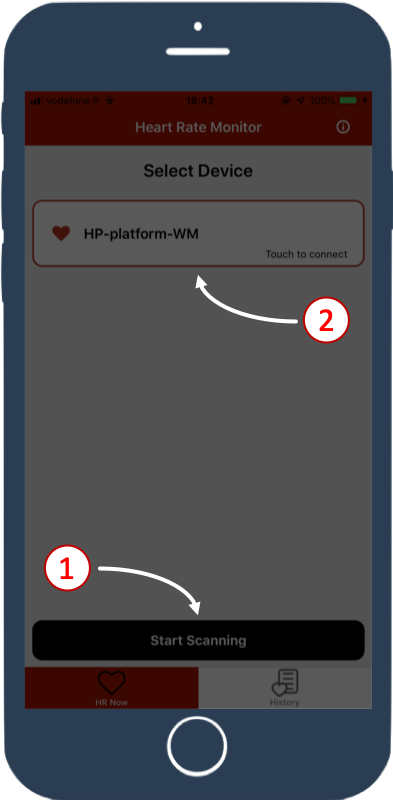 vodafone P 18:42 100%
Heart Rate Monitor
Select Device
HP-platform-WM
Touch to connect
2
1
Start Scanning
HR Now History